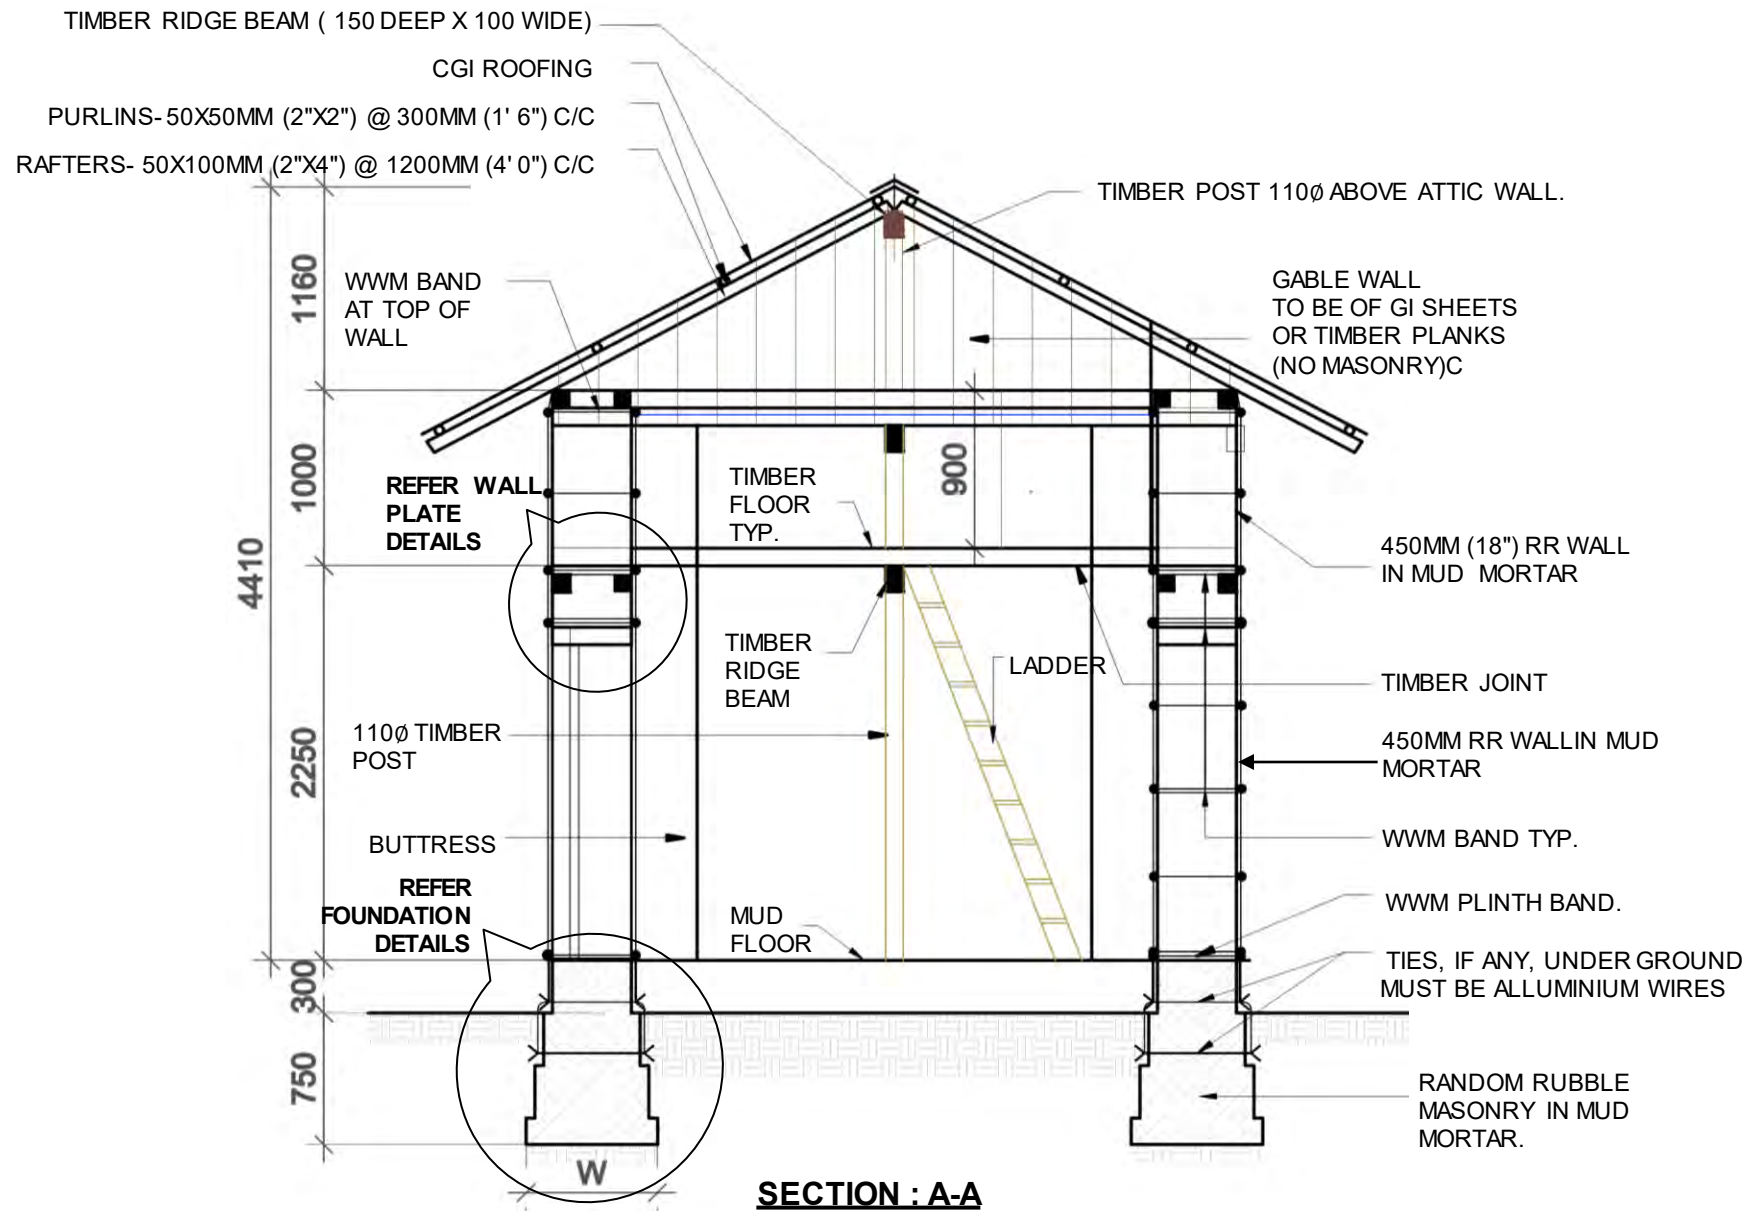 TIMBER RIDGE BEAM ( 150 DEEP X 100 WIDE)
CGI ROOFING
PURLINS- 50X50MM (2"X2") @ 300MM (1' 6") C/C
RAFTERS- 50X100MM (2"X4") @ 1200MM (4' 0") C/C
TIMBER POST 110Ø ABOVE ATTIC WALL.
WWM BAND
AT TOP OF
WALL
GABLE WALL
TO BE OF GI SHEETS
OR TIMBER PLANKS
(NO MASONRY)C
1160
1000
900
4410
2250
300
750
REFER WALL
PLATE
DETAILS
TIMBER
FLOOR
TYP.
450MM (18") RR WALL
IN MUD MORTAR
TIMBER
RIDGE
BEAM
LADDER
TIMBER JOINT
110Ø TIMBER
POST
450MM RR WALLIN MUD
MORTAR
BUTTRESS
WWM BAND TYP.
REFER
FOUNDATION
DETAILS
MUD
FLOOR
WWM PLINTH BAND.
TIES, IF ANY, UNDER GROUND
MUST BE ALLUMINIUM WIRES
RANDOM RUBBLE
MASONRY IN MUD
MORTAR.
W
SECTION : A-A